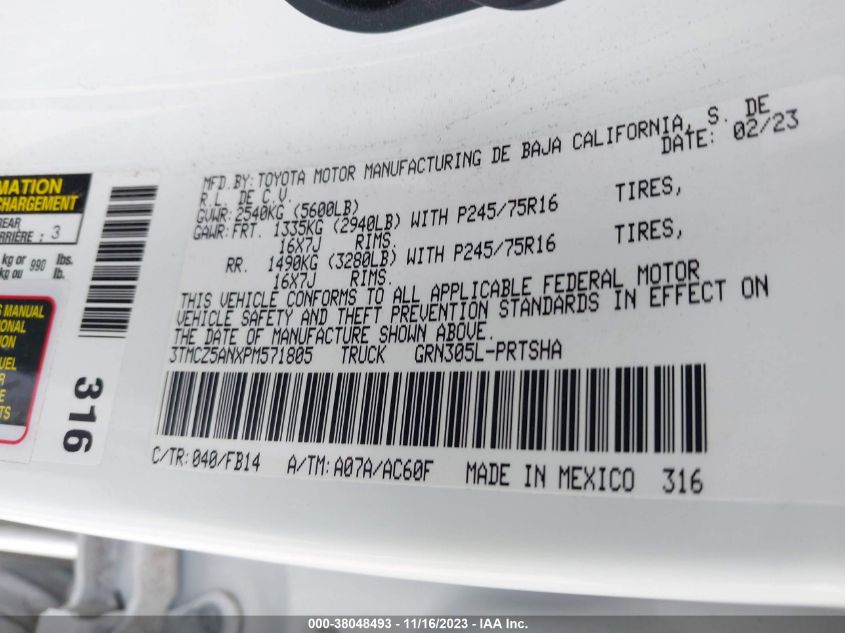 MFD. BY: TOYOTA MOTOR MANUFACTURING DE BAJA CALIFORNIA, S. DE
R.L. DE C.V. DATE: 02/23
GVWR: 2540KG (5600LB)
GAWR: FRT. 1335KG (2940LB) WITH P245/75R16 TIRES,
16X7J RIMS.
RR. 1490KG (3280LB) WITH P245/75R16 TIRES,
16X7J RIMS.
THIS VEHICLE CONFORMS TO ALL APPLICABLE FEDERAL MOTOR
VEHICLE SAFETY AND THEFT PREVENTION STANDARDS IN EFFECT ON
THE DATE OF MANUFACTURE SHOWN ABOVE.
3TMCZ5ANXPM571805 TRUCK GRN305L-PRTSHA
C/TR: 040/FB14 A/TM: A07A/AC60F MADE IN MEXICO 316
MATION
CHARGEMENT
REAR
ARRIÈRE : 3
kg or 990 lbs.
kg ou lb.
S MANUAL
ONAL
TION
UEL
R
E
TS
316
000-38048493 - 11/16/2023 - IAA Inc.